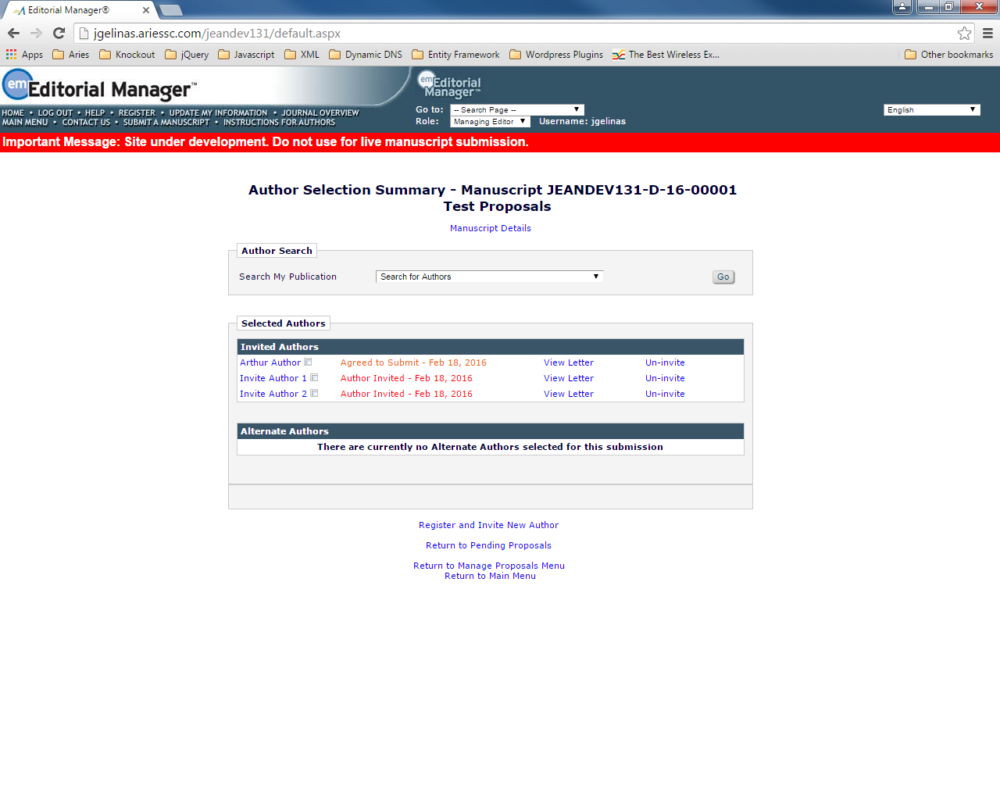 Editorial Manager®
jgelinas.ariessc.com/jeandev131/default.aspx
Apps Aries Knockout jQuery Javascript XML Dynamic DNS Entity Framework Wordpress Plugins The Best Wireless Ex... Other bookmarks
em Editorial Manager™
em Editorial Manager™
HOME • LOG OUT • HELP • REGISTER • UPDATE MY INFORMATION • JOURNAL OVERVIEW
MAIN MENU • CONTACT US • SUBMIT A MANUSCRIPT • INSTRUCTIONS FOR AUTHORS
Go to: -- Search Page -- English
Role: Managing Editor Username: jgelinas
Important Message: Site under development. Do not use for live manuscript submission.
Author Selection Summary - Manuscript JEANDEV131-D-16-00001
Test Proposals
Manuscript Details
Author Search
Search My Publication Search for Authors Go
Selected Authors
Invited Authors
Arthur Author Agreed to Submit - Feb 18, 2016 View Letter Un-invite
Invite Author 1 Author Invited - Feb 18, 2016 View Letter Un-invite
Invite Author 2 Author Invited - Feb 18, 2016 View Letter Un-invite
Alternate Authors
There are currently no Alternate Authors selected for this submission
Register and Invite New Author
Return to Pending Proposals
Return to Manage Proposals Menu
Return to Main Menu